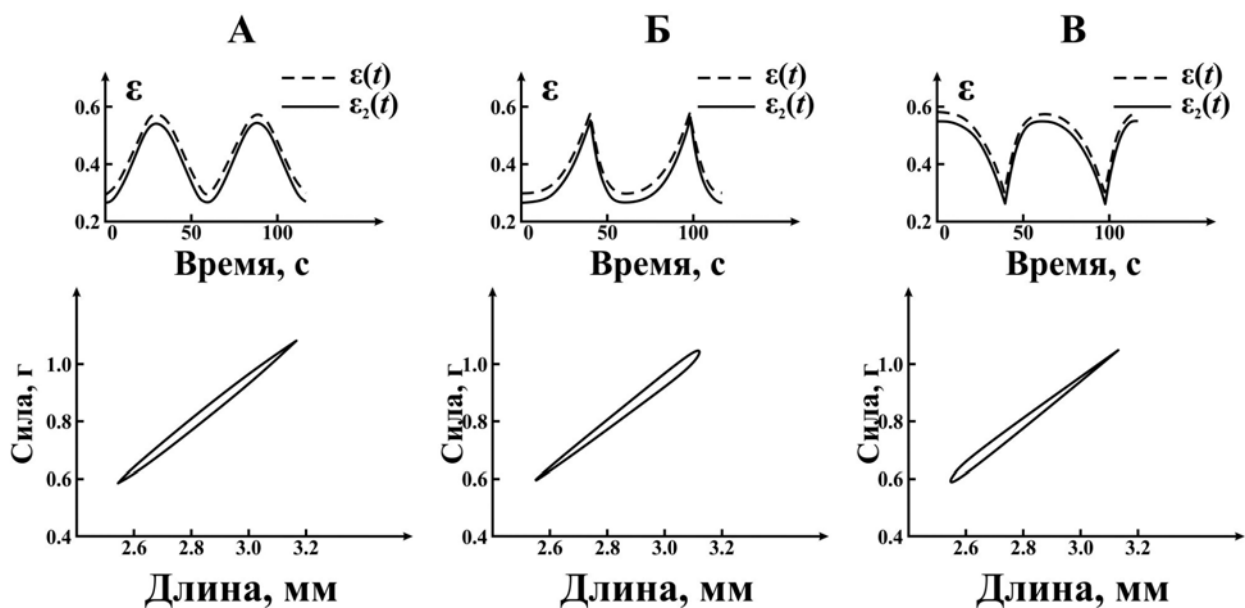 А
ε
0.6
0.4
0.2
0 50 100
Время, с
ε(t)
ε₂(t)
Б
ε
0.6
0.4
0.2
0 50 100
Время, с
ε(t)
ε₂(t)
В
ε
0.6
0.4
0.2
0 50 100
Время, с
ε(t)
ε₂(t)
Сила, г
1.0
0.8
0.6
0.4
2.6 2.8 3.0 3.2
Длина, мм
Сила, г
1.0
0.8
0.6
0.4
2.6 2.8 3.0 3.2
Длина, мм
Сила, г
1.0
0.8
0.6
0.4
2.6 2.8 3.0 3.2
Длина, мм